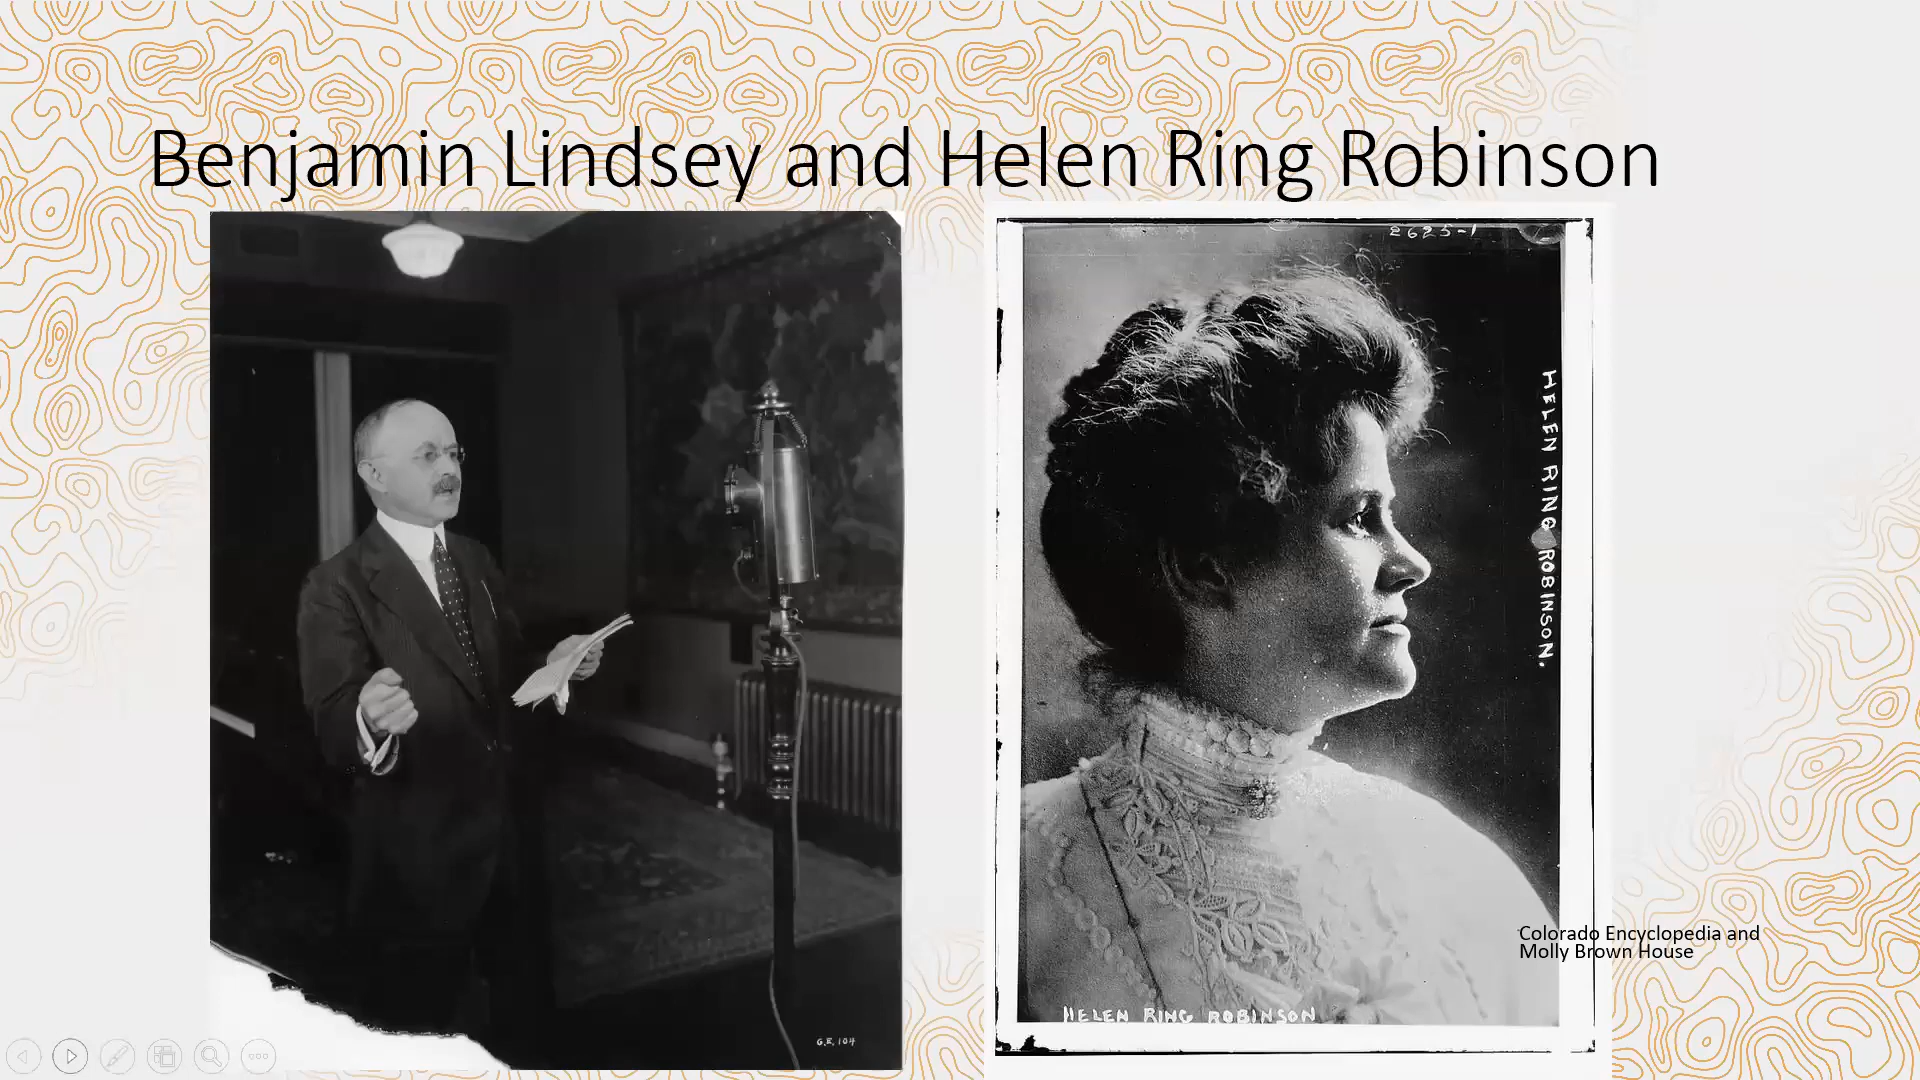 Benjamin Lindsey and Helen Ring Robinson
G.E. 104
2625-1
HELEN RING ROBINSON.
HELEN RING ROBINSON
Colorado Encyclopedia and
Molly Brown House